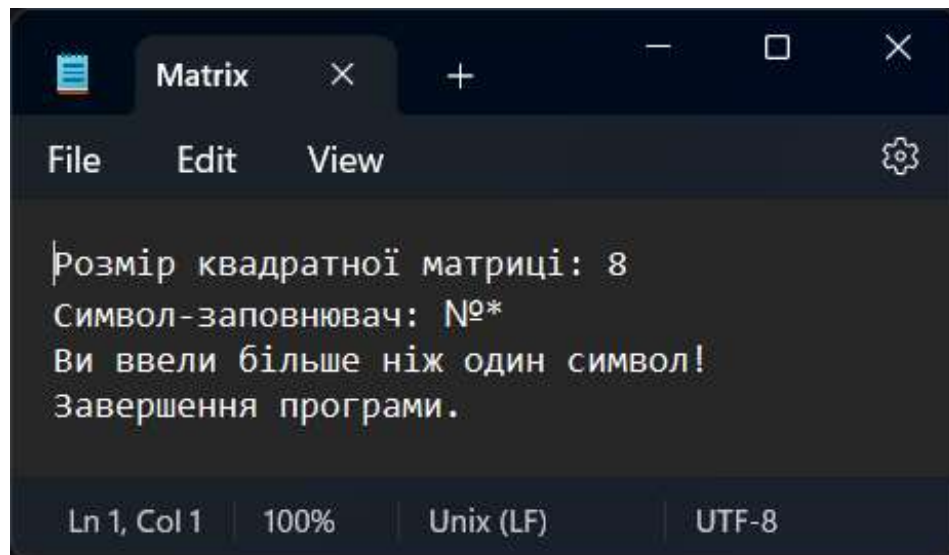 Matrix
File Edit View
Розмір квадратної матриці: 8
Символ-заповнювач: №*
Ви ввели більше ніж один символ!
Завершення програми.
Ln 1, Col 1 100% Unix (LF) UTF-8